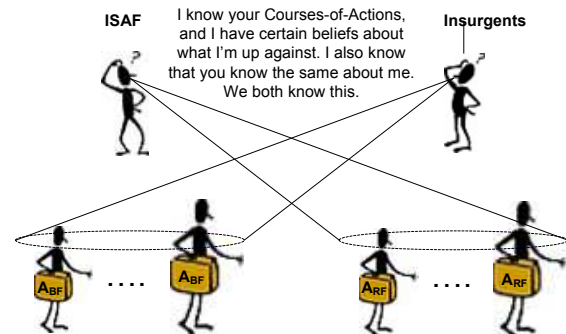 ISAF
I know your Courses-of-Actions,
and I have certain beliefs about
what I'm up against. I also know
that you know the same about me.
We both know this.
Insurgents
?
?
ABF
....
ABF
ARF
....
ARF